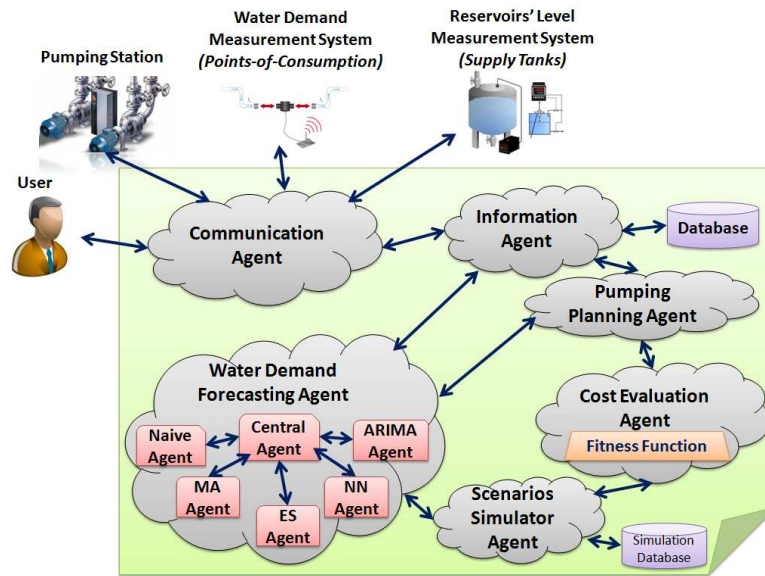 Water Demand
Measurement System
(Points-of-Consumption)
Reservoirs' Level
Measurement System
(Supply Tanks)
Pumping Station
User
Communication
Agent
Information
Agent
Database
Pumping
Planning Agent
Water Demand
Forecasting Agent
Cost Evaluation
Agent
Fitness Function
Naive
Agent
Central
Agent
ARIMA
Agent
MA
Agent
ES
Agent
NN
Agent
Scenarios
Simulator
Agent
Simulation
Database